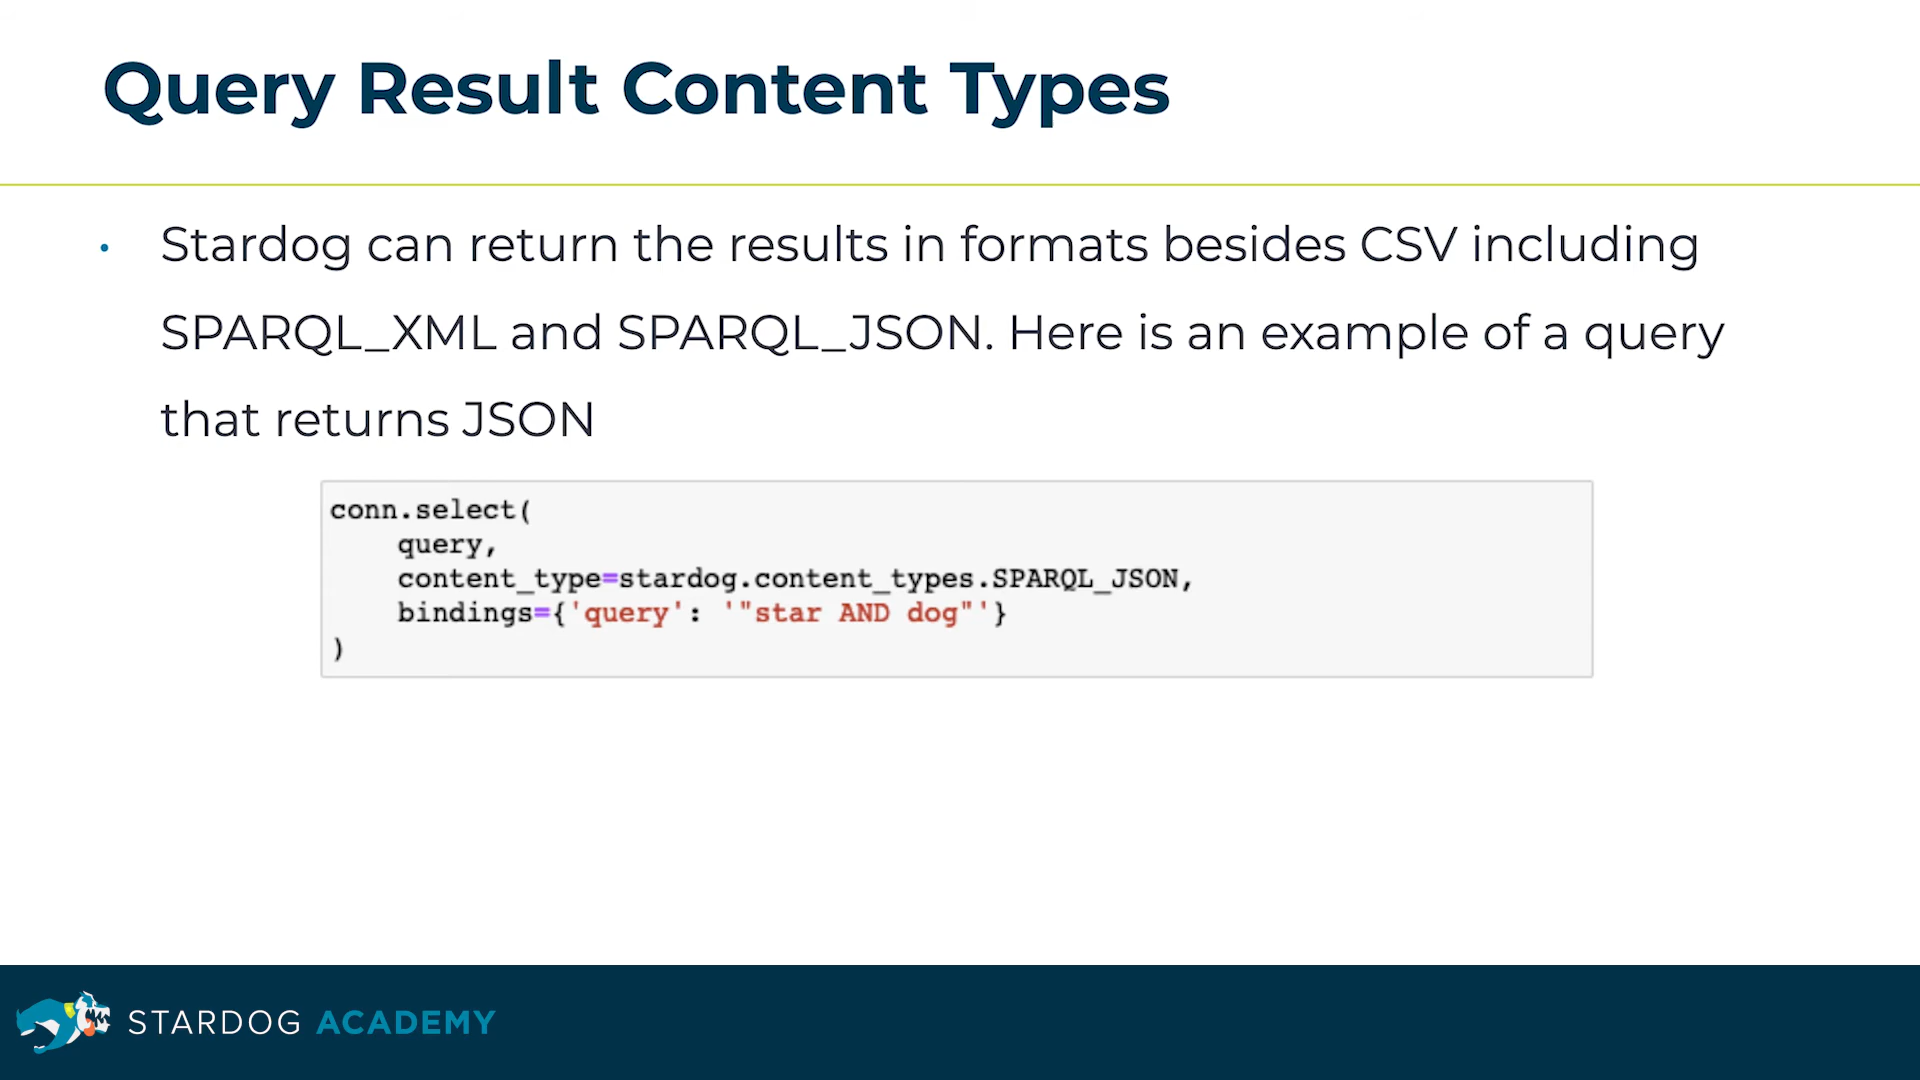 Query Result Content Types
• Stardog can return the results in formats besides CSV including
SPARQL_XML and SPARQL_JSON. Here is an example of a query
that returns JSON
conn.select(
    query,
    content_type=stardog.content_types.SPARQL_JSON,
    bindings={'query': '"star AND dog"'}
)
STARDOG ACADEMY